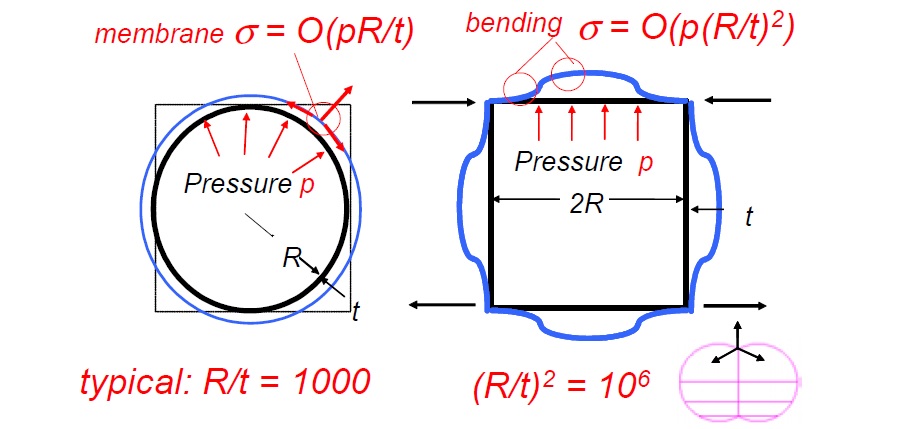 membrane σ = O(pR/t)
bending σ = O(p(R/t)²)
Pressure p
R
t
Pressure p
2R
t
typical: R/t = 1000
(R/t)² = 10⁶